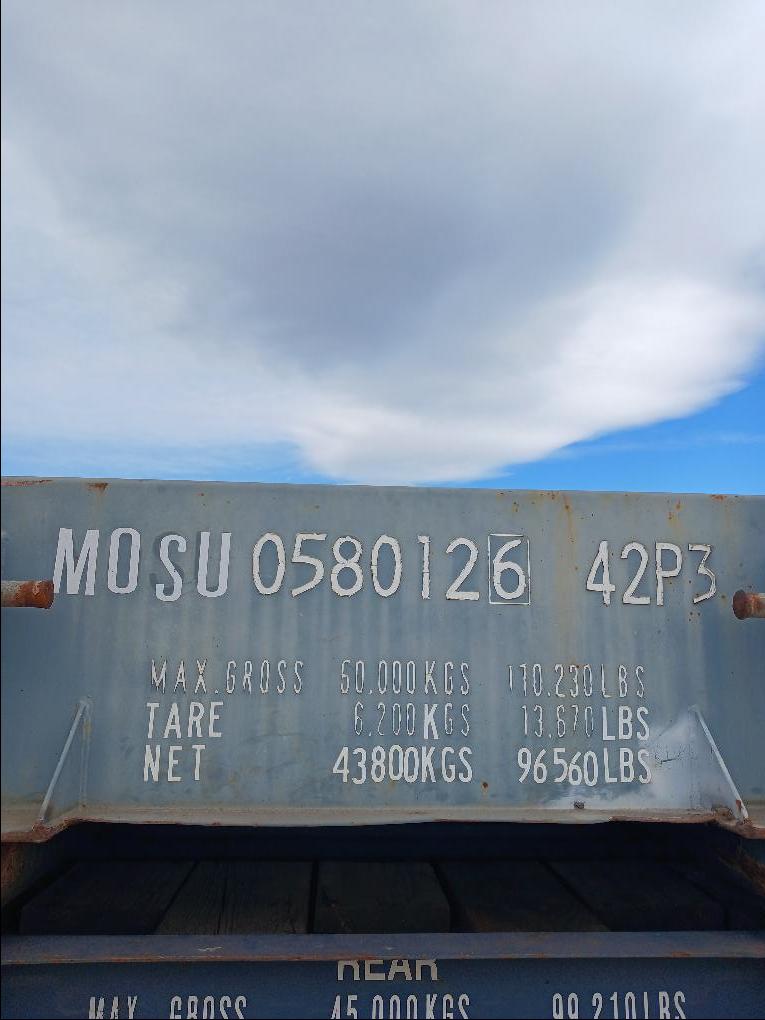 MOSU 0580126 42P3
MAX.GROSS 50.000KGS 110.230LBS
TARE 6.200KGS 13.670LBS
NET 43800KGS 96560LBS
REAR
MAX. GROSS 45.000KGS 99.210LBS